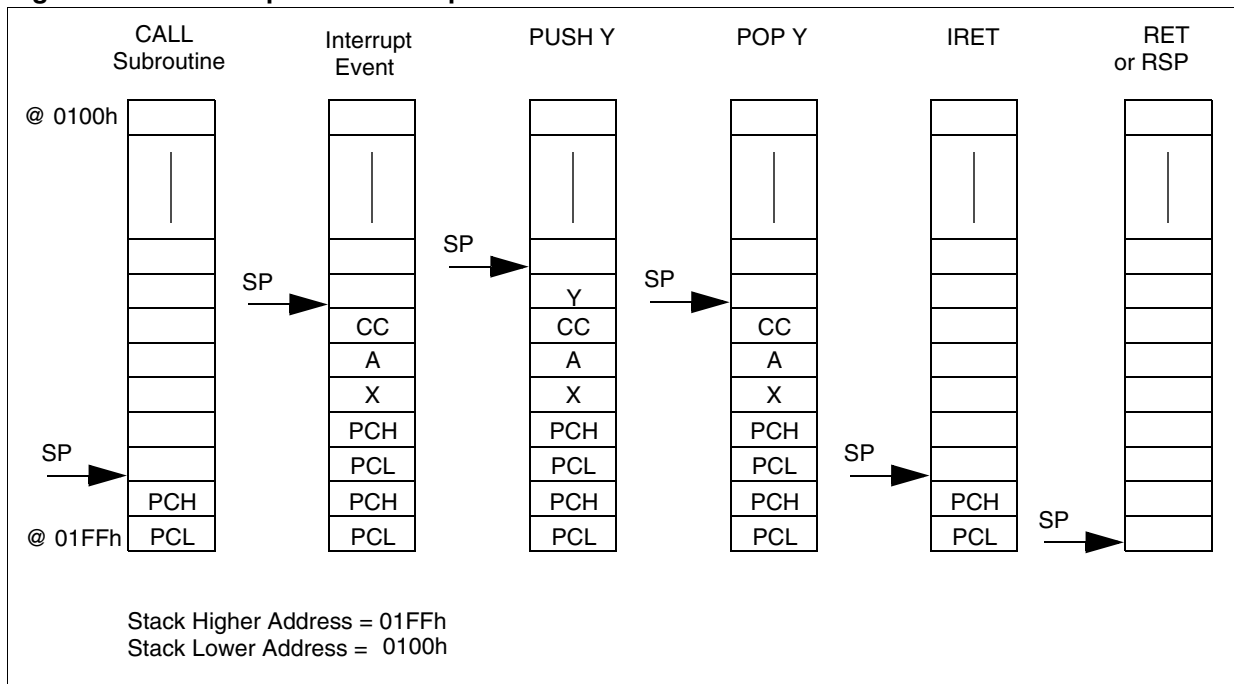 CALL
Subroutine
Interrupt
Event
PUSH Y
POP Y
IRET
RET
or RSP
@ 0100h
SP
SP
SP
Y
CC
CC
CC
A
A
A
X
X
X
PCH
PCH
PCH
SP
SP
PCL
PCL
PCL
PCH
PCH
PCH
PCH
PCH
SP
@ 01FFh
PCL
PCL
PCL
PCL
PCL
Stack Higher Address = 01FFh
Stack Lower Address = 0100h